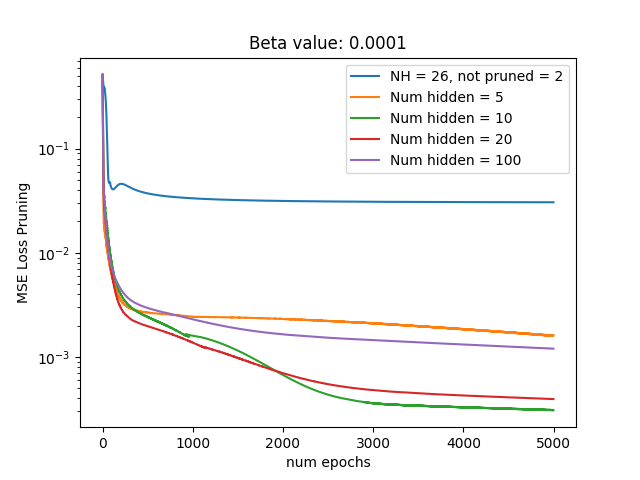 Beta value: 0.0001
NH = 26, not pruned = 2
Num hidden = 5
Num hidden = 10
Num hidden = 20
Num hidden = 100
MSE Loss Pruning
10⁻¹
10⁻²
10⁻³
0 1000 2000 3000 4000 5000
num epochs